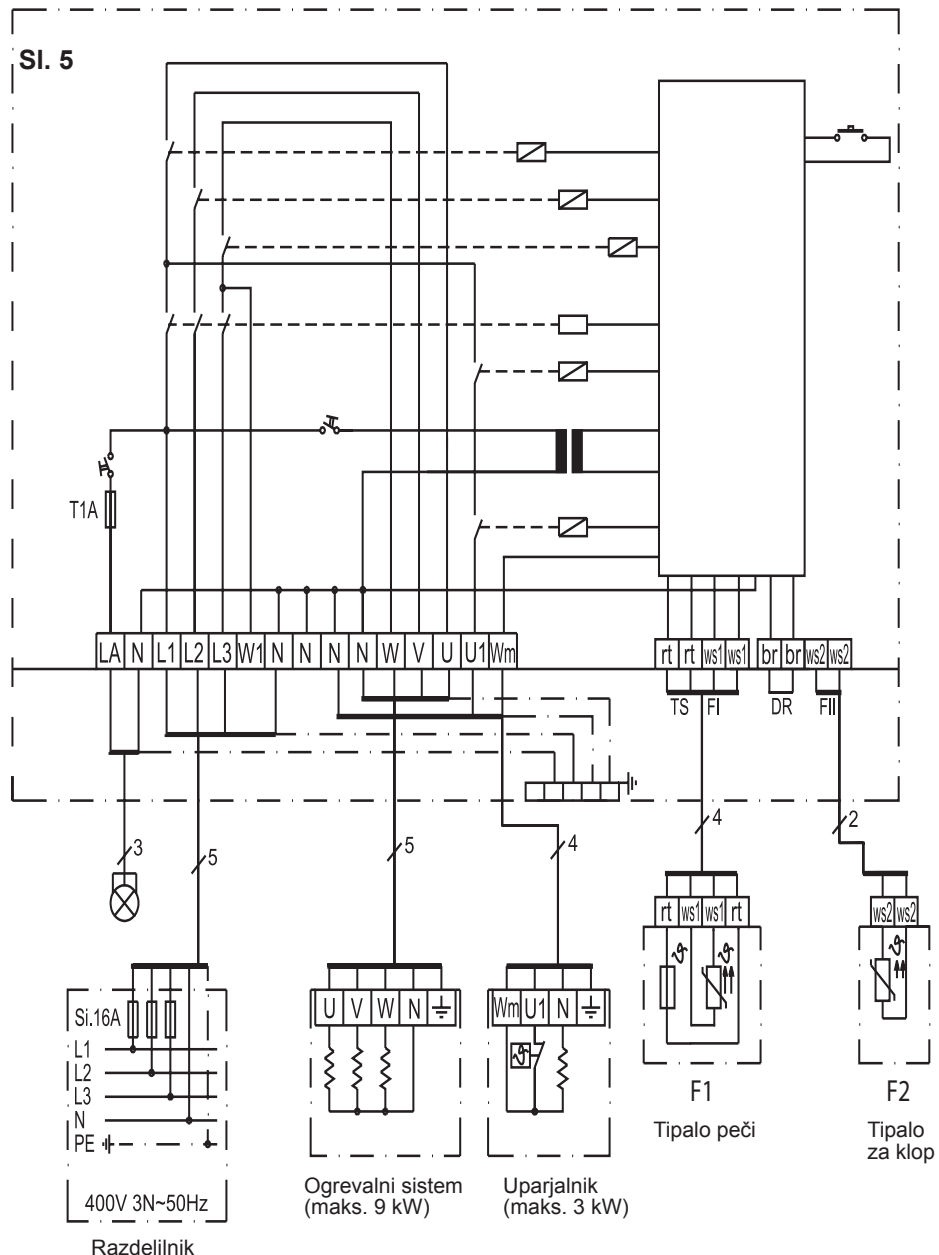 Sl. 5
T1A
LA N L1 L2 L3 W1 N N N N W V U U1 Wm
rt rt ws1 ws1
br br ws2 ws2
TS FI DR FII
3
5
5
4
4
2
rt ws1 ws1 rt
ws2 ws2
U V W N
Wm U1 N
Si.16A
L1
L2
L3
N
PE
400V 3N~50Hz
Razdelilnik
Ogrevalni sistem
(maks. 9 kW)
Uparjalnik
(maks. 3 kW)
F1
Tipalo peči
F2
Tipalo
za klop